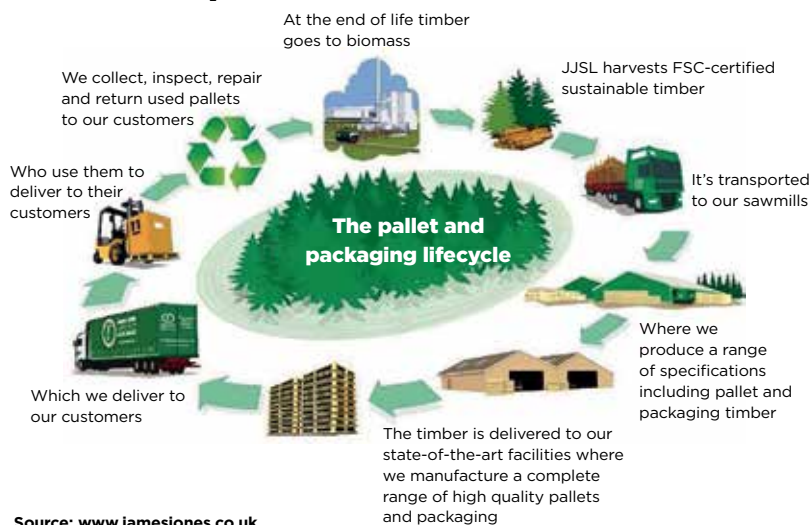 At the end of life timber
goes to biomass
JJSL harvests FSC-certified
sustainable timber
It’s transported
to our sawmills
Where we
produce a range
of specifications
including pallet and
packaging timber
The timber is delivered to our
state-of-the-art facilities where
we manufacture a complete
range of high quality pallets
and packaging
Which we deliver to
our customers
Who use them to
deliver to their
customers
We collect, inspect, repair
and return used pallets
to our customers
The pallet and
packaging lifecycle
Source: www.jamesjones.co.uk